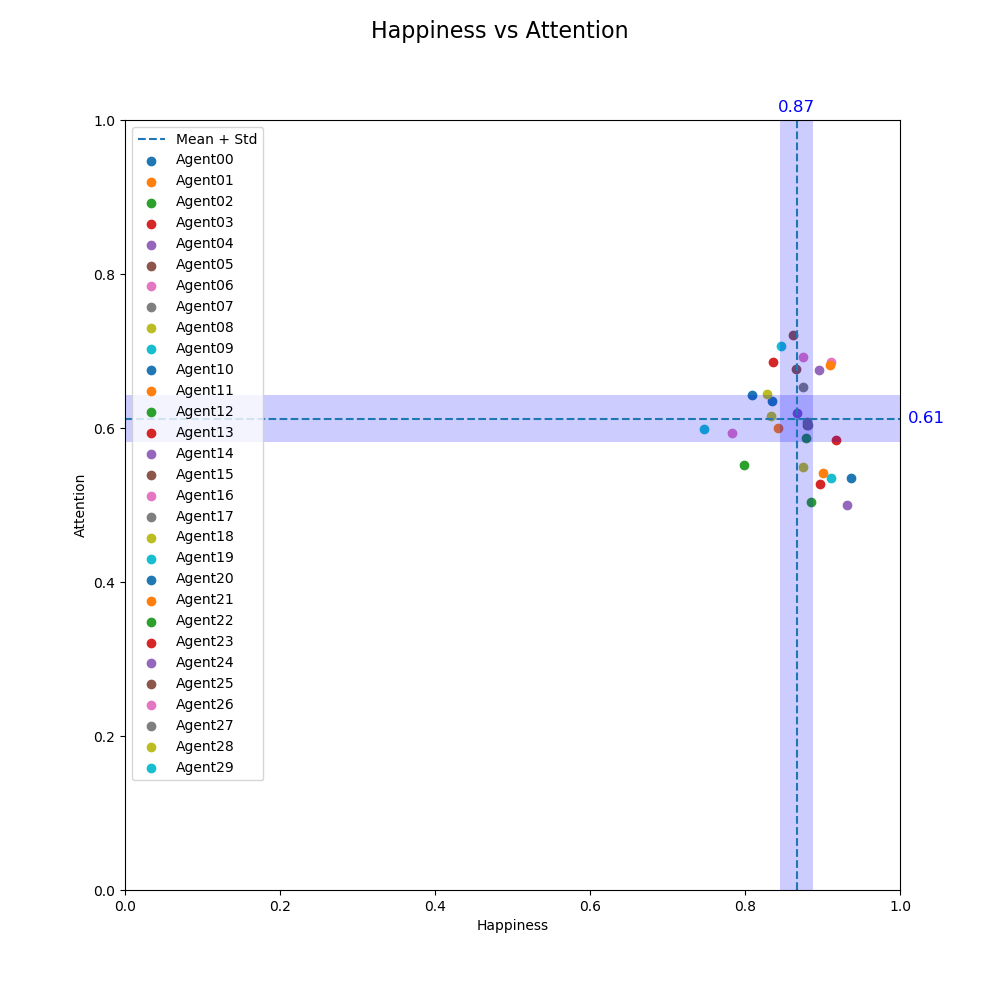 Happiness vs Attention
0.87
1.0
0.8
0.6
0.4
0.2
0.0
Attention
Mean + Std
Agent00
Agent01
Agent02
Agent03
Agent04
Agent05
Agent06
Agent07
Agent08
Agent09
Agent10
Agent11
Agent12
Agent13
Agent14
Agent15
Agent16
Agent17
Agent18
Agent19
Agent20
Agent21
Agent22
Agent23
Agent24
Agent25
Agent26
Agent27
Agent28
Agent29
0.61
0.0 0.2 0.4 0.6 0.8 1.0
Happiness